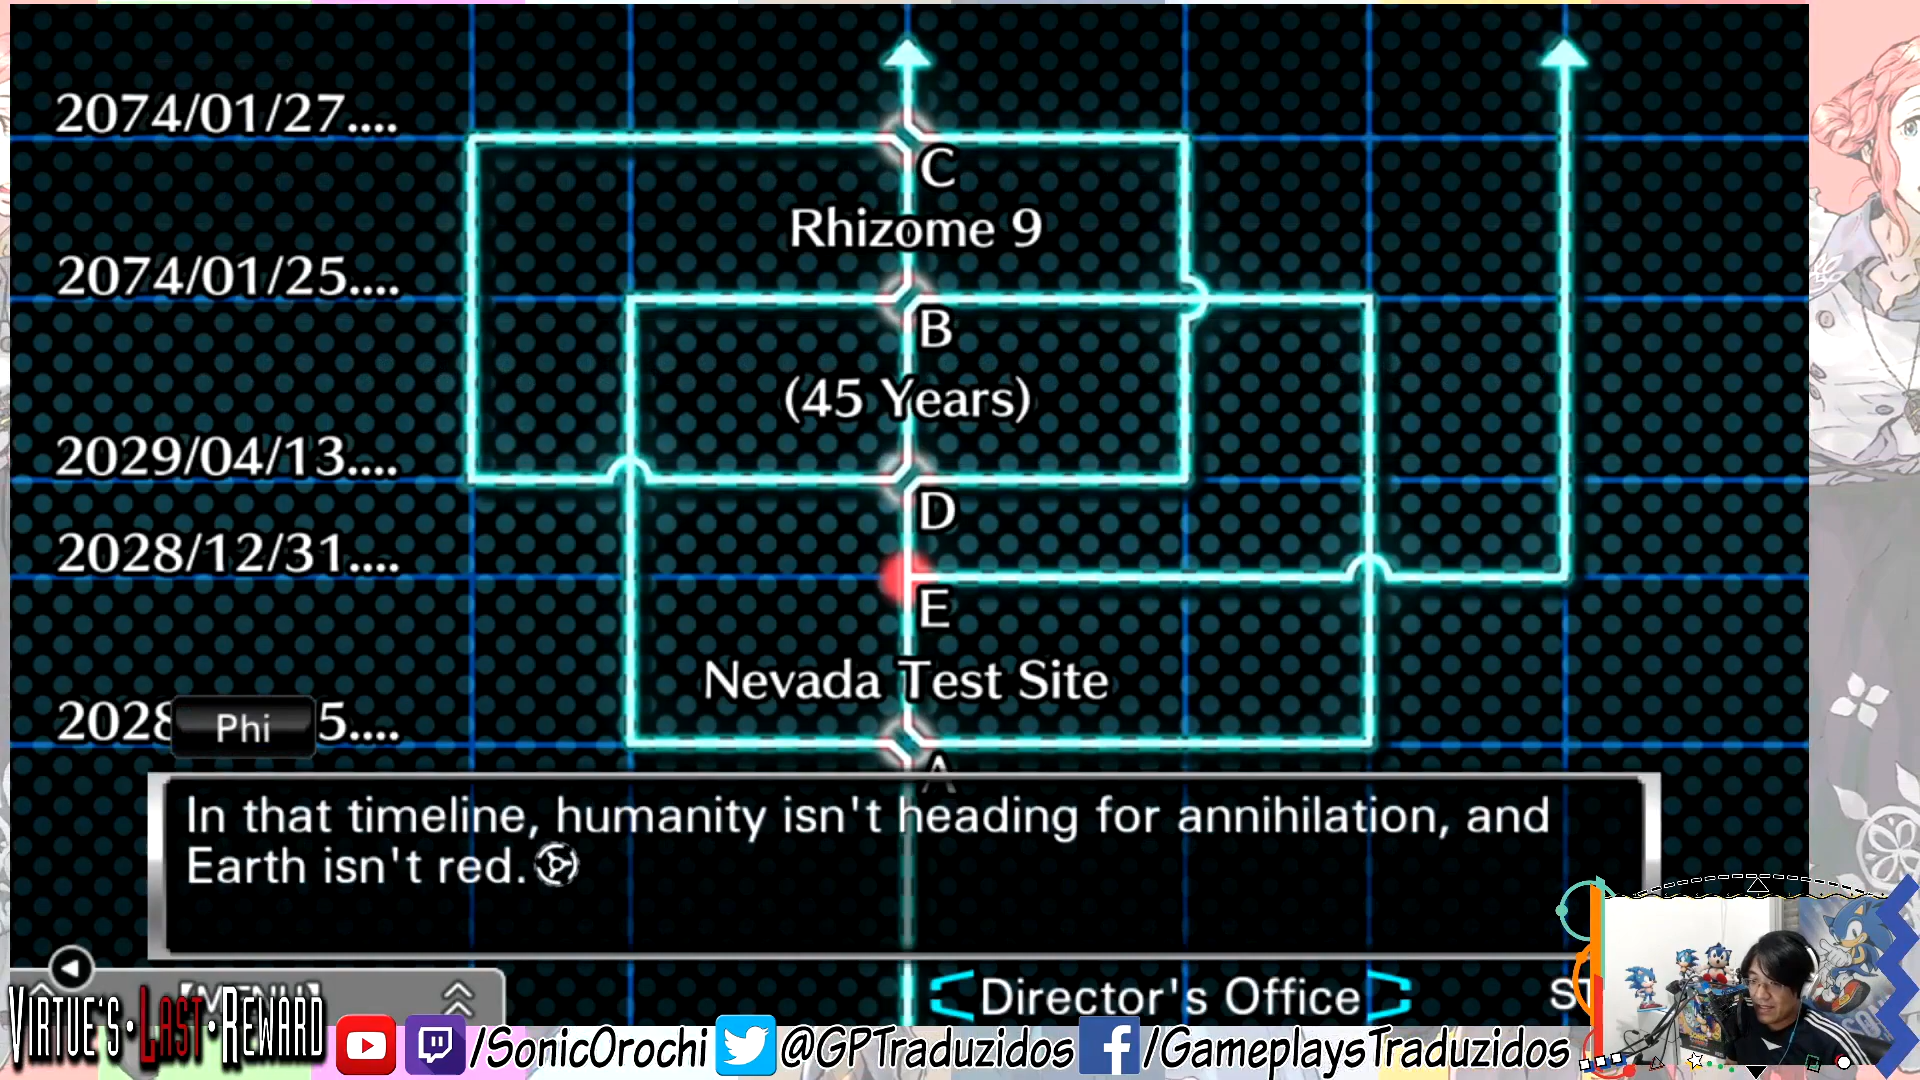 2074/01/27....
C
Rhizome 9
2074/01/25....
B
(45 Years)
2029/04/13....
D
2028/12/31....
E
Nevada Test Site
2028 5....
A
Phi
In that timeline, humanity isn't heading for annihilation, and
Earth isn't red.
[MENU]
Director's Office
VIRTUE'S·LAST·REWARD
/SonicOrochi
@GPTraduzidos
/GameplaysTraduzidos